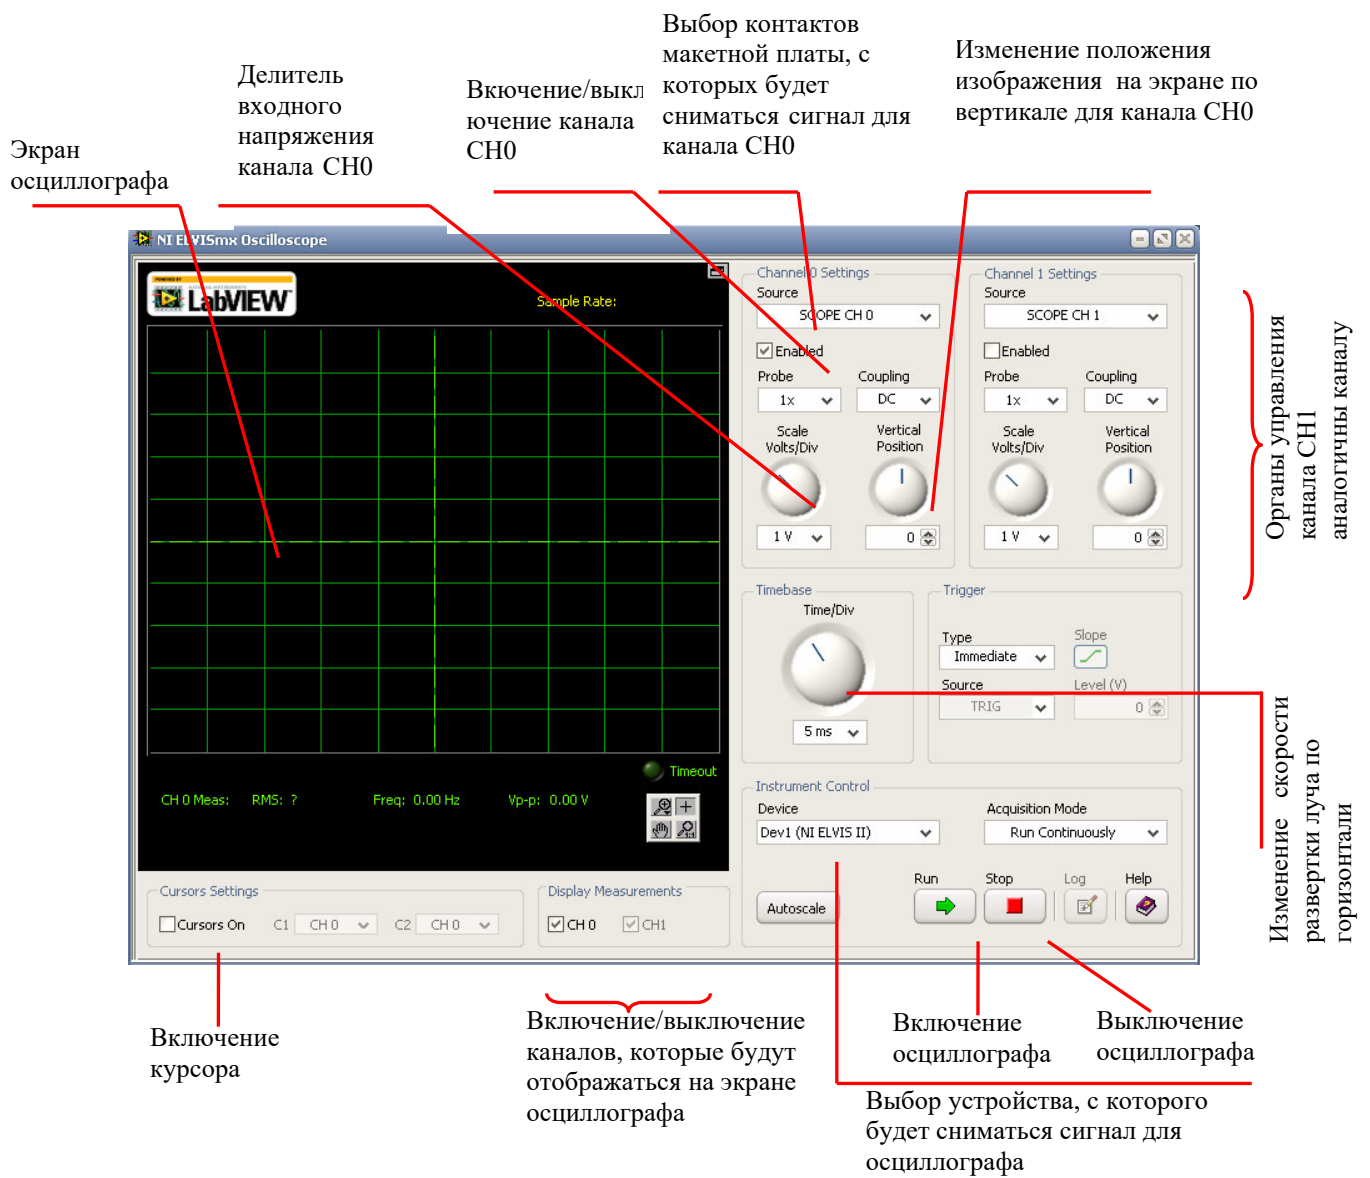 Выбор контактов
макетной платы, с
которых будет
сниматься сигнал для
канала CH0
Изменение положения
изображения на экране по
вертикале для канала CH0
Делитель
входного
напряжения
канала CH0
Вкючение/выкл
ючение канала
CH0
Экран
осциллографа
NI ELVISmx Oscilloscope
LabVIEW
Sample Rate:
Channel 0 Settings
Source
SCOPE CH 0
Enabled
Probe
Coupling
1x
DC
Scale
Volts/Div
Vertical
Position
1 V
0
Channel 1 Settings
Source
SCOPE CH 1
Enabled
Probe
Coupling
1x
DC
Scale
Volts/Div
Vertical
Position
1 V
0
Органы управления
канала CH1
аналогичны каналу
Timebase
Time/Div
5 ms
Trigger
Type
Slope
Immediate
Source
Level (V)
TRIG
0
Изменение скорости
развертки луча по
горизонтали
Timeout
CH 0 Meas: RMS: ? Freq: 0.00 Hz Vp-p: 0.00 V
Instrument Control
Device
Acquisition Mode
Dev1 (NI ELVIS II)
Run Continuously
Run
Stop
Log
Help
Autoscale
Cursors Settings
Cursors On
C1
CH 0
C2
CH 0
Display Measurements
CH 0
CH1
Включение
курсора
Включение/выключение
каналов, которые будут
отображаться на экране
осциллографа
Включение
осциллографа
Выключение
осциллографа
Выбор устройства, с которого
будет сниматься сигнал для
осциллографа